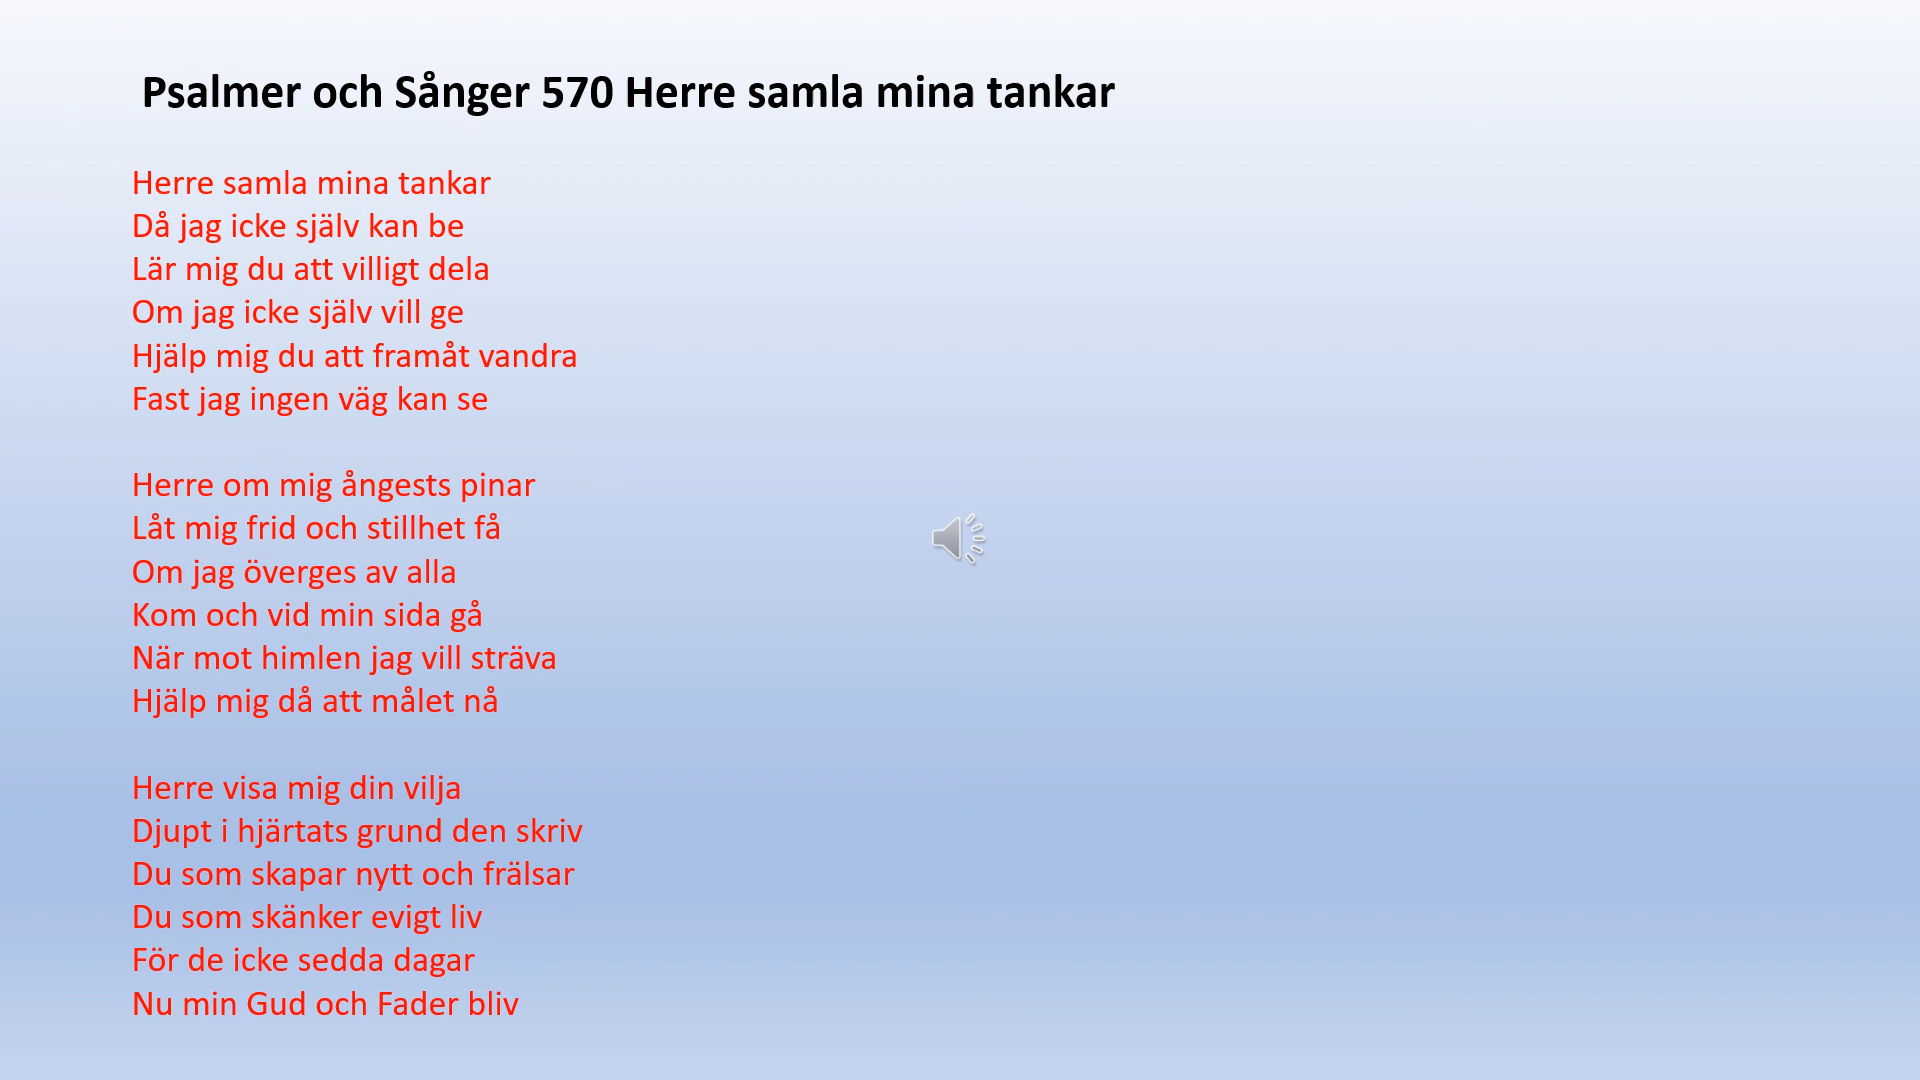 Psalmer och Sånger 570 Herre samla mina tankar
Herre samla mina tankar
Då jag icke själv kan be
Lär mig du att villigt dela
Om jag icke själv vill ge
Hjälp mig du att framåt vandra
Fast jag ingen väg kan se
Herre om mig ångests pinar
Låt mig frid och stillhet få
Om jag överges av alla
Kom och vid min sida gå
När mot himlen jag vill sträva
Hjälp mig då att målet nå
Herre visa mig din vilja
Djupt i hjärtats grund den skriv
Du som skapar nytt och frälsar
Du som skänker evigt liv
För de icke sedda dagar
Nu min Gud och Fader bliv